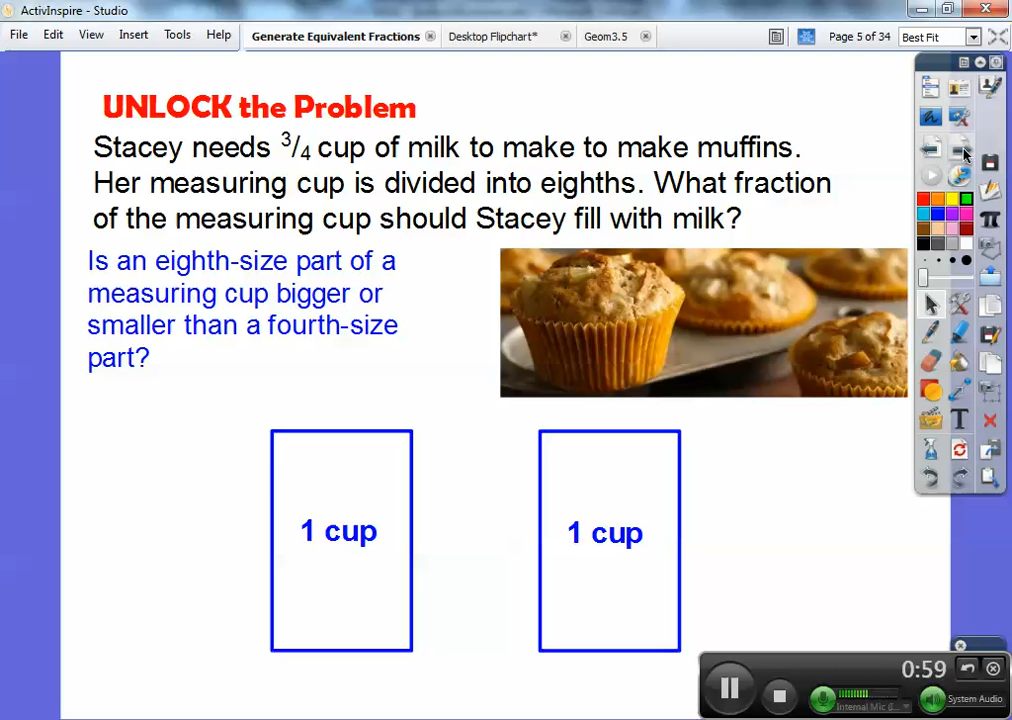 ActivInspire - Studio
File Edit View Insert Tools Help
Generate Equivalent Fractions Desktop Flipchart* Geom3.5 Page 5 of 34 Best Fit
UNLOCK the Problem
Stacey needs 3/4 cup of milk to make to make muffins.
Her measuring cup is divided into eighths. What fraction
of the measuring cup should Stacey fill with milk?
Is an eighth-size part of a
measuring cup bigger or
smaller than a fourth-size
part?
1 cup 1 cup
0:59
Internal Mic (I... System Audio